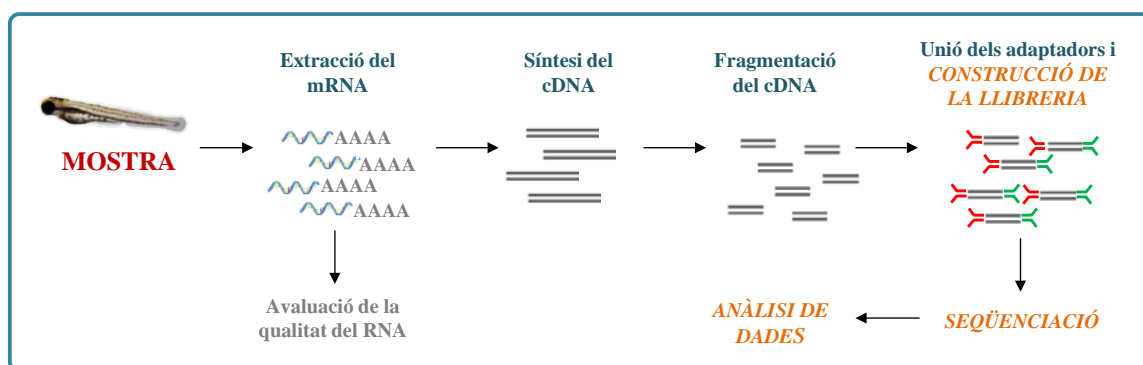 MOSTRA
Extracció del
mRNA
AAAA
AAAA
AAAA
AAAA
Avaluació de la
qualitat del RNA
Síntesi del
cDNA
Fragmentació
del cDNA
Unió dels adaptadors i
CONSTRUCCIÓ DE
LA LLIBRERIA
SEQÜENCIACIÓ
ANÀLISI DE
DADES